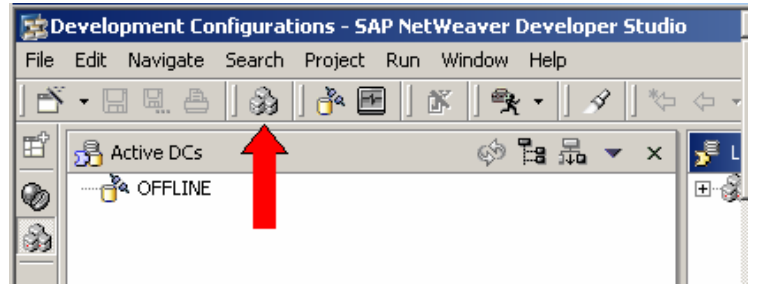 Development Configurations - SAP NetWeaver Developer Studio
File Edit Navigate Search Project Run Window Help
Active DCs
L
OFFLINE